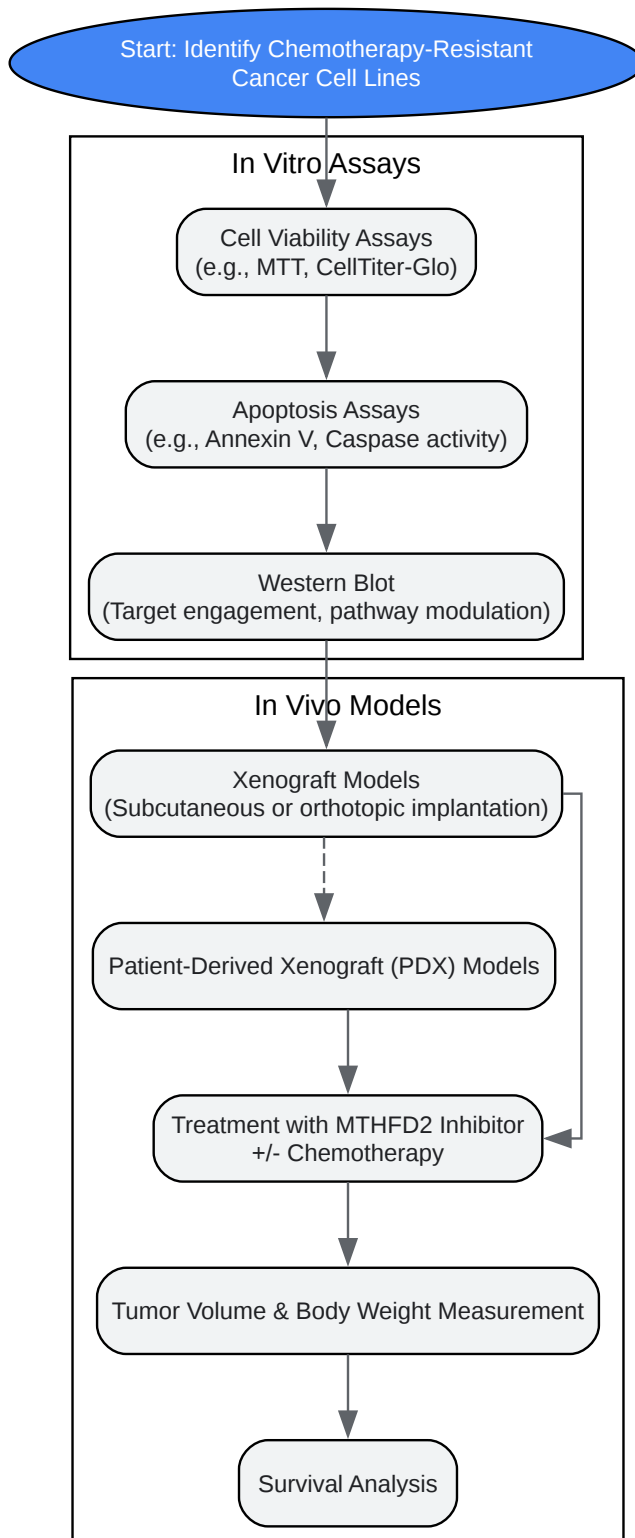 Start: Identify Chemotherapy-Resistant
Cancer Cell Lines
In Vitro Assays
Cell Viability Assays
(e.g., MTT, CellTiter-Glo)
Apoptosis Assays
(e.g., Annexin V, Caspase activity)
Western Blot
(Target engagement, pathway modulation)
In Vivo Models
Xenograft Models
(Subcutaneous or orthotopic implantation)
Patient-Derived Xenograft (PDX) Models
Treatment with MTHFD2 Inhibitor
+/- Chemotherapy
Tumor Volume & Body Weight Measurement
Survival Analysis